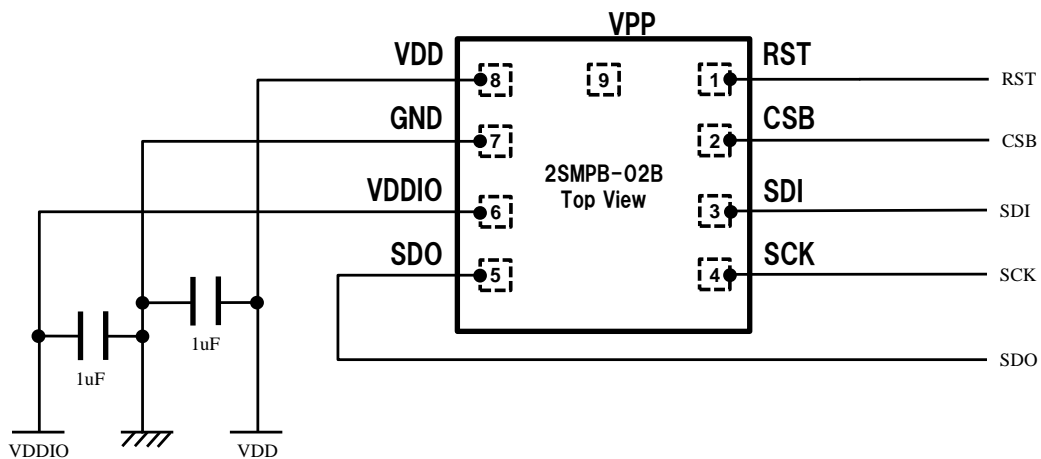 VPP
VDD
8
9
1
RST
RST
GND
7
2
CSB
CSB
2SMPB-02B
Top View
VDDIO
6
3
SDI
SDI
SDO
5
4
SCK
SCK
1uF
1uF
SDO
VDDIO
VDD